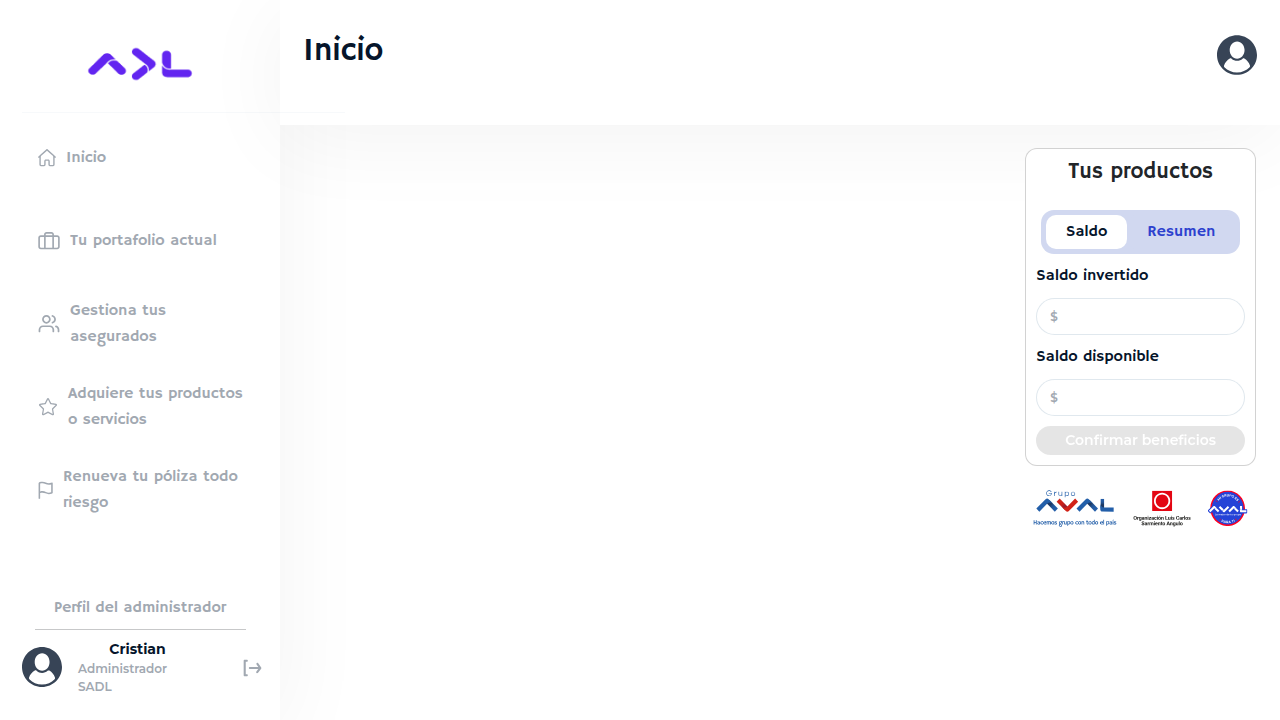 Inicio
Inicio
Tu portafolio actual
Gestiona tus
asegurados
Adquiere tus productos
o servicios
Renueva tu póliza todo
riesgo
Perfil del administrador
Cristian
Administrador
SADL
Tus productos
Saldo Resumen
Saldo invertido
$
Saldo disponible
$
Confirmar beneficios
Grupo
AVAL
Hacemos grupo con todo el país
Organización Luis Carlos
Sarmiento Angulo
AVAL